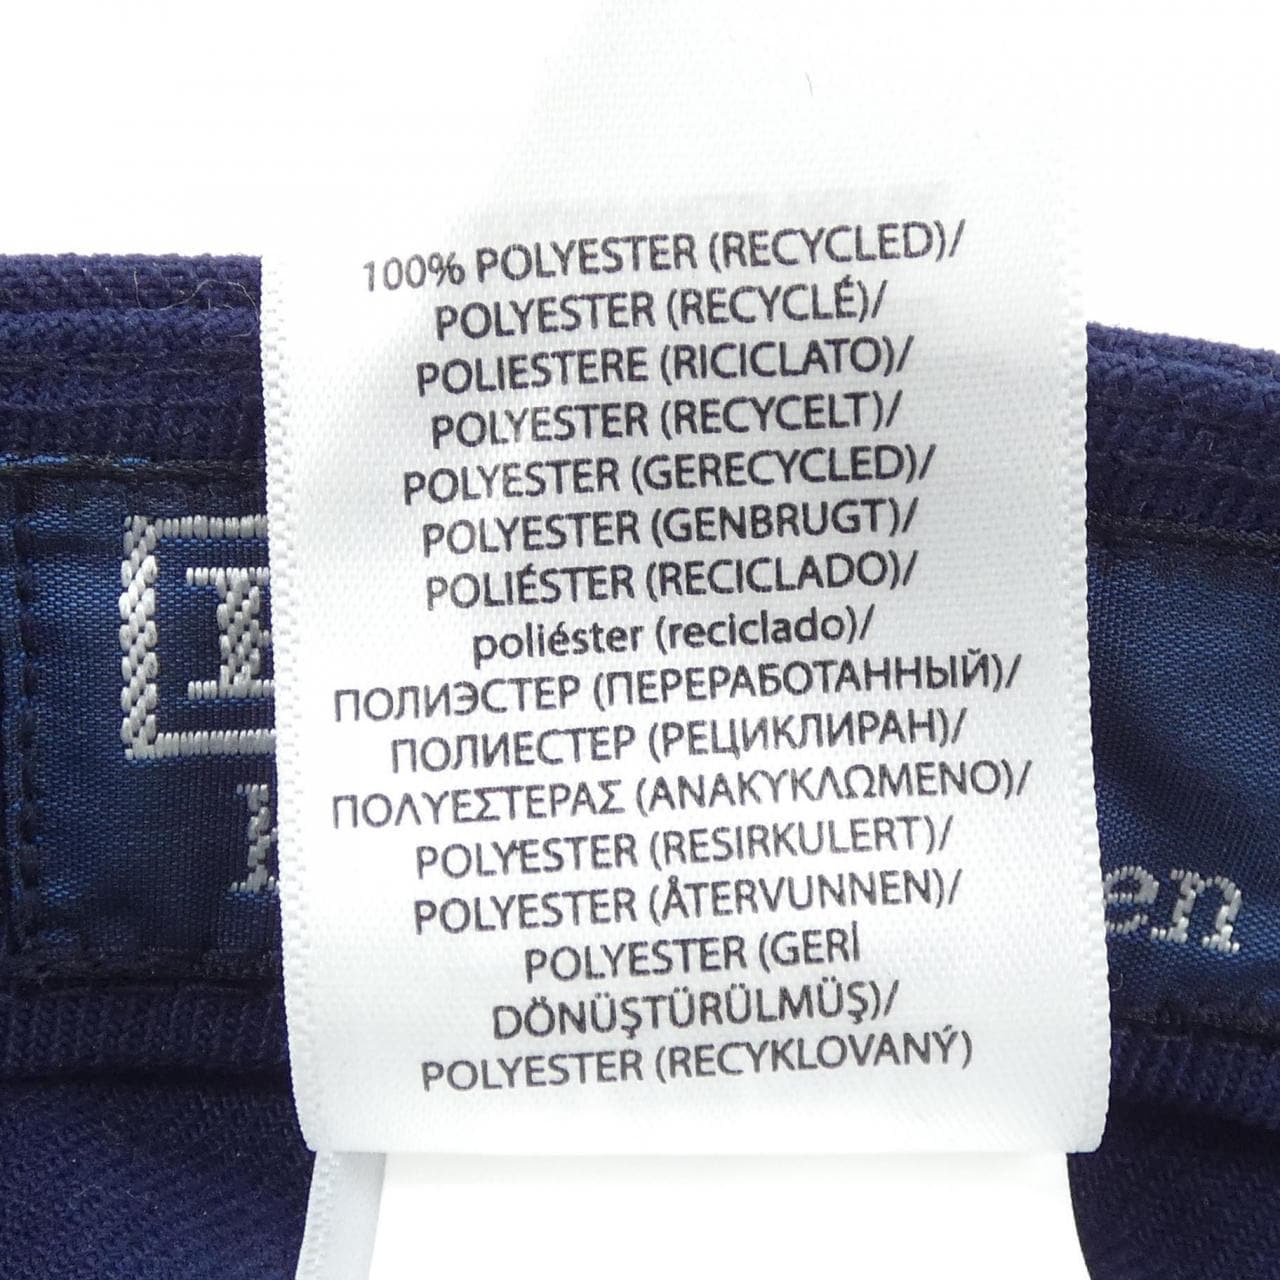 100% POLYESTER (RECYCLED)/
POLYESTER (RECYCLÉ)/
POLIESTERE (RICICLATO)/
POLYESTER (RECYCELT)/
POLYESTER (GERECYCLED)/
POLYESTER (GENBRUGT)/
POLIÉSTER (RECICLADO)/
poliéster (reciclado)/
ПОЛИЭСТЕР (ПЕРЕРАБОТАННЫЙ)/
ПОЛИЕСТЕР (РЕЦИКЛИРАН)/
ΠΟΛΥΕΣΤΕΡΑΣ (ΑΝΑΚΥΚΛΩΜΕΝΟ)/
POLYESTER (RESIRKULERT)/
POLYESTER (ÅTERVUNNEN)/
POLYESTER (GERİ
DÖNÜŞTÜRÜLMÜŞ)/
POLYESTER (RECYKLOVANÝ)
en